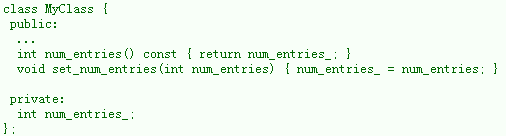 class MyClass {
 public:
  ...
  int num_entries() const { return num_entries_; }
  void set_num_entries(int num_entries) { num_entries_ = num_entries; }

 private:
  int num_entries_;
};